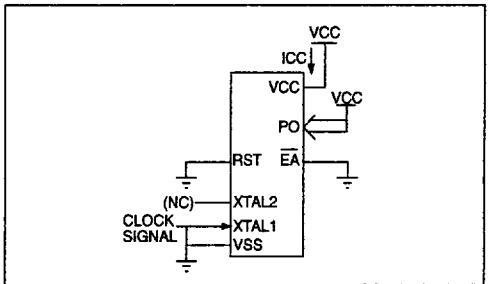 VCC
ICC
VCC
VCC
PO
RST
EA
(NC)
XTAL2
CLOCK
SIGNAL
XTAL1
VSS